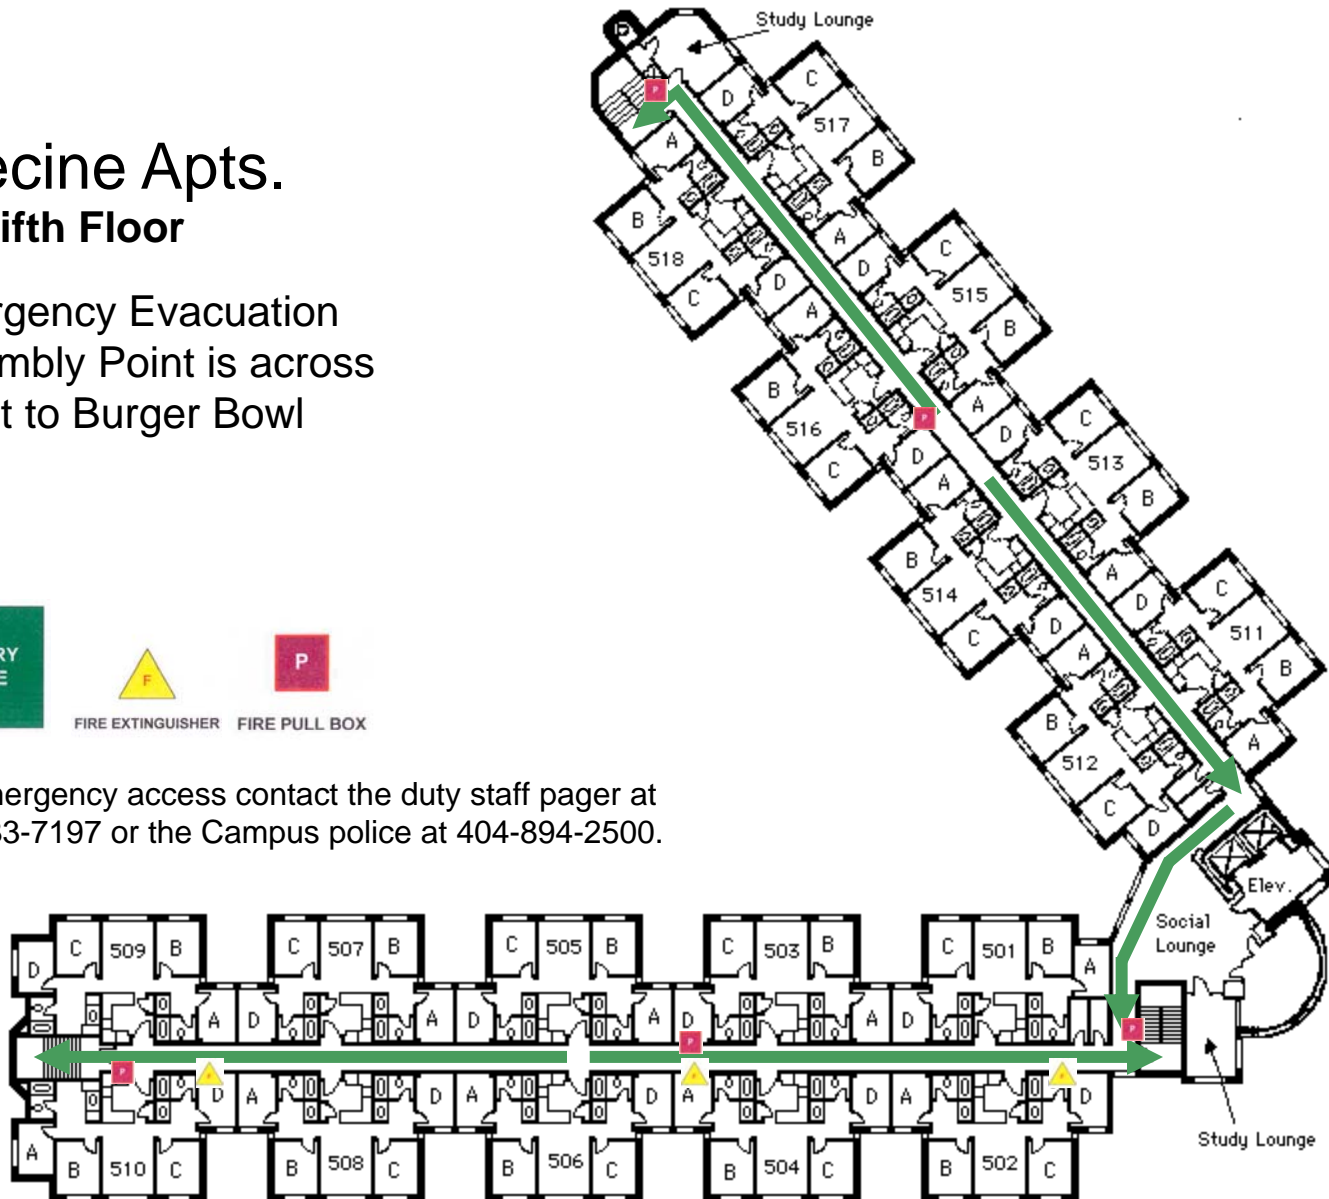 Study Lounge
C
D
517
B
A
ecine Apts.
ifth Floor
B
518
C
A
D
C
515
B
rgency Evacuation
mbly Point is across
t to Burger Bowl
D
A
B
516
C
A
D
C
513
B
D
A
B
514
C
A
D
C
511
B
A
D
A
B
512
C
D
RY
E
F
FIRE EXTINGUISHER
P
FIRE PULL BOX
mergency access contact the duty staff pager at
33-7197 or the Campus police at 404-894-2500.
Elev.
Social
Lounge
C 509 B C 507 B C 505 B C 503 B C 501 B
D A
A D A D A D A D
P P P P P
F F F
D A D A D A D A D
A
B 510 C B 508 C B 506 C B 504 C B 502 C
Study Lounge